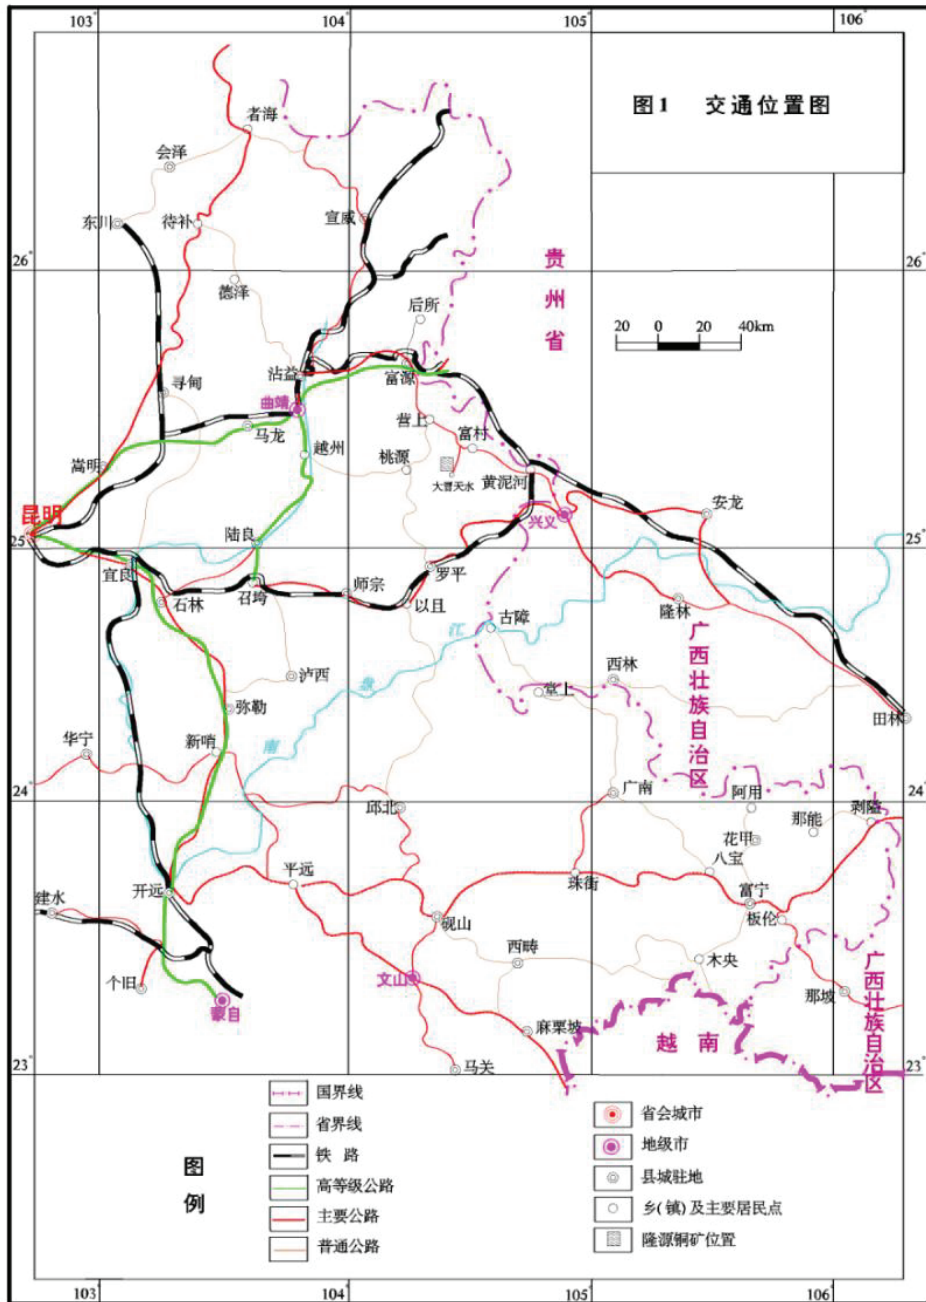 103°
104°
105°
106°
图1 交通位置图
者海
会泽
东川
待补
宣威
德泽
26°
26°
贵州省
后所
20 0 20 40km
沾益
富源
寻甸
曲靖
马龙
营上
富村
越州
桃源
嵩明
大普天水
黄泥河
昆明
兴义
安龙
陆良
25°
25°
宜良
罗平
师宗
石林
召垮
以且
隆林
古障
江
盘
南
广西壮族自治区
泸西
西林
堂上
弥勒
田林
华宁
新哨
广南
24°
24°
邱北
阿用
那能
剥隘
花甲
八宝
平远
珠街
开远
富宁
建水
板伦
砚山
西畴
木央
广西壮族自治区
个旧
文山
那坡
蒙自
麻栗坡
越南
23°
23°
马关
图例
国界线
省界线
铁 路
高等级公路
主要公路
普通公路
省会城市
地级市
县城驻地
乡(镇)及主要居民点
隆源铜矿位置
103°
104°
105°
106°